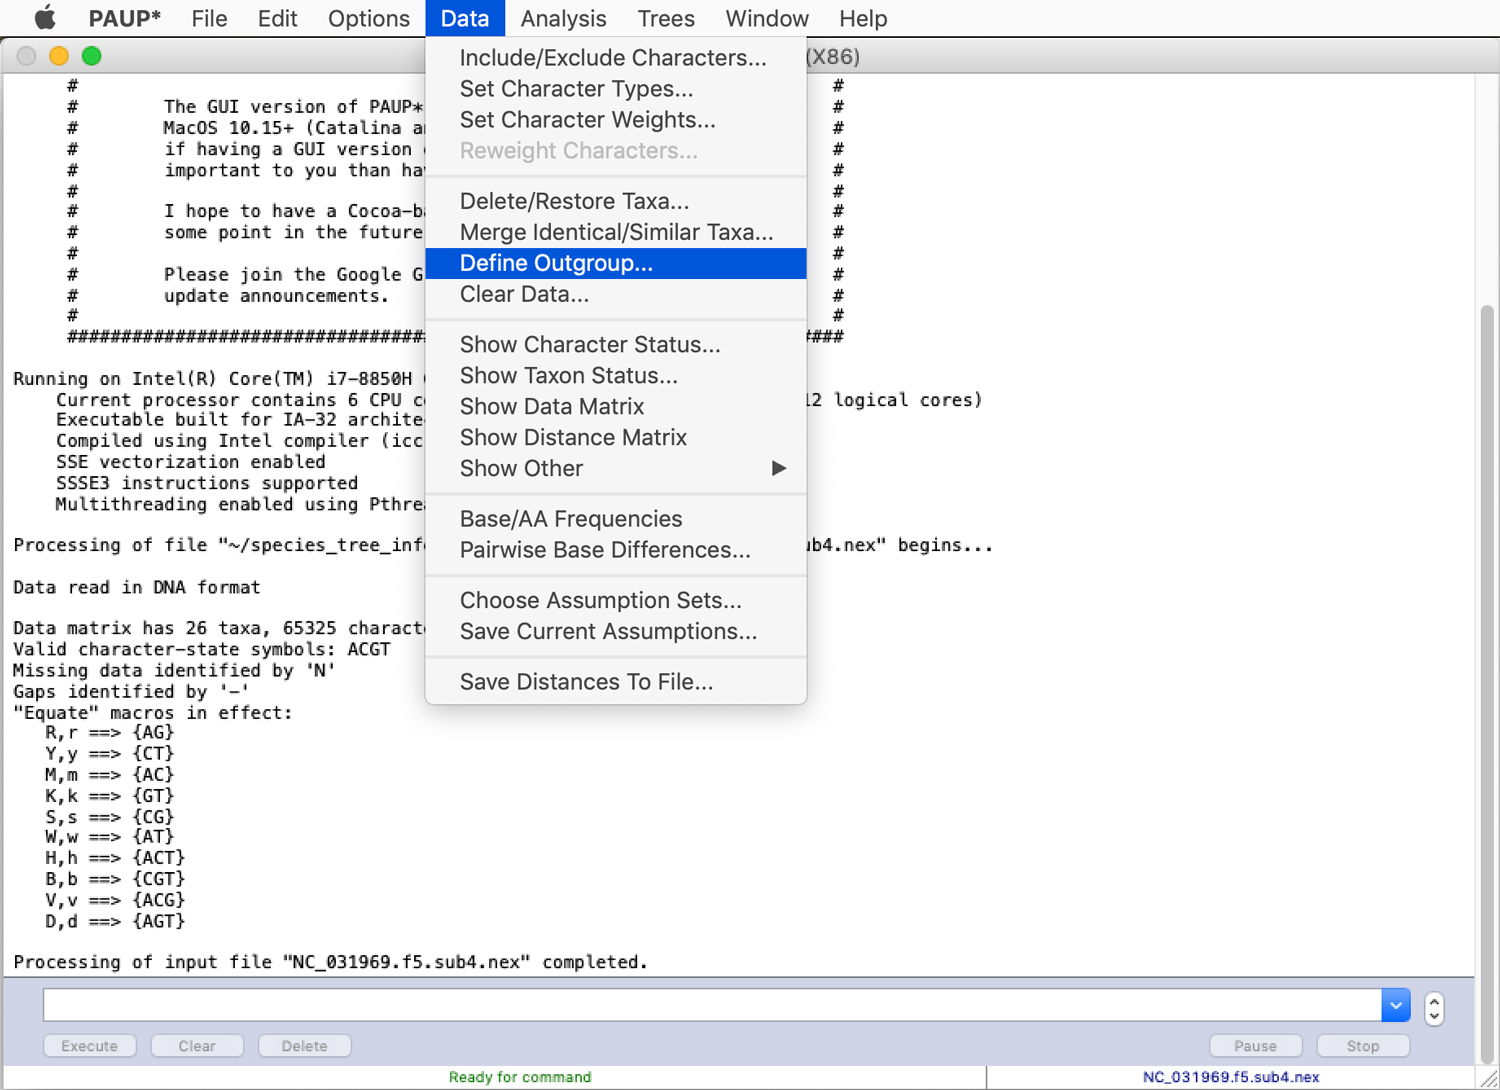 PAUP* File Edit Options Data Analysis Trees Window Help
(X86)
Include/Exclude Characters...
Set Character Types...
Set Character Weights...
Reweight Characters...
Delete/Restore Taxa...
Merge Identical/Similar Taxa...
Define Outgroup...
Clear Data...
Show Character Status...
Show Taxon Status...
Show Data Matrix
Show Distance Matrix
Show Other
Base/AA Frequencies
Pairwise Base Differences...
Choose Assumption Sets...
Save Current Assumptions...
Save Distances To File...
# #
# The GUI version of PAUP* #
# MacOS 10.15+ (Catalina #
# if having a GUI version #
# important to you than #
# #
# I hope to have a #
# some point in the future #
# #
# Please join the Google #
# update announcements. #
# #
################################# ####
Running on Intel(R) Core(TM) i7-8850H
Current processor contains 6 CPU 12 logical cores)
Executable built for IA-32
Compiled using Intel compiler (icc
SSE vectorization enabled
SSSE3 instructions supported
Multithreading enabled using
Processing of file "~/species_tree_inf ub4.nex" begins...
Data read in DNA format
Data matrix has 26 taxa, 65325
Valid character-state symbols: ACGT
Missing data identified by 'N'
Gaps identified by '-'
"Equate" macros in effect:
R,r ==> {AG}
Y,y ==> {CT}
M,m ==> {AC}
K,k ==> {GT}
S,s ==> {CG}
W,w ==> {AT}
H,h ==> {ACT}
B,b ==> {CGT}
V,v ==> {ACG}
D,d ==> {AGT}
Processing of input file "NC_031969.f5.sub4.nex" completed.
Execute Clear Delete Pause Stop
Ready for command NC_031969.f5.sub4.nex